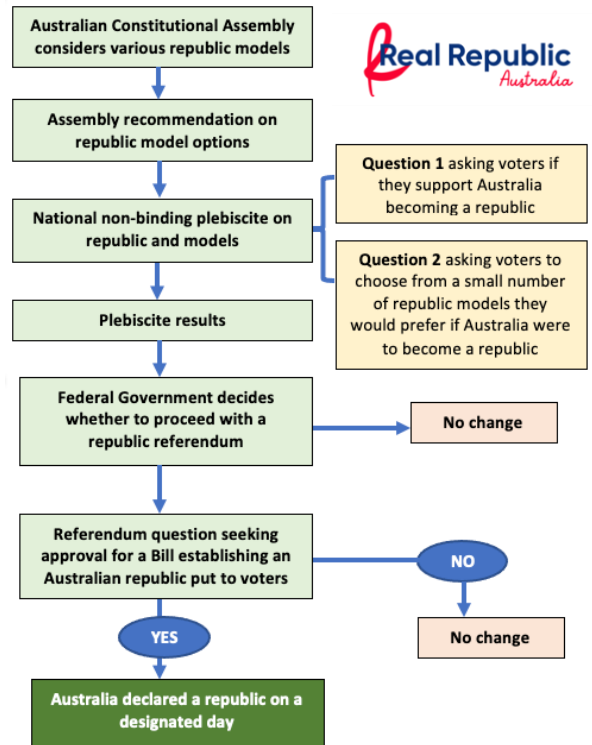 Australian Constitutional Assembly
considers various republic models
Real Republic
Australia
Assembly recommendation on
republic model options
National non-binding plebiscite on
republic and models
Question 1 asking voters if
they support Australia
becoming a republic
Question 2 asking voters to
choose from a small number
of republic models they
would prefer if Australia were
to become a republic
Plebiscite results
Federal Government decides
whether to proceed with a
republic referendum
No change
Referendum question seeking
approval for a Bill establishing an
Australian republic put to voters
NO
No change
YES
Australia declared a republic on a
designated day